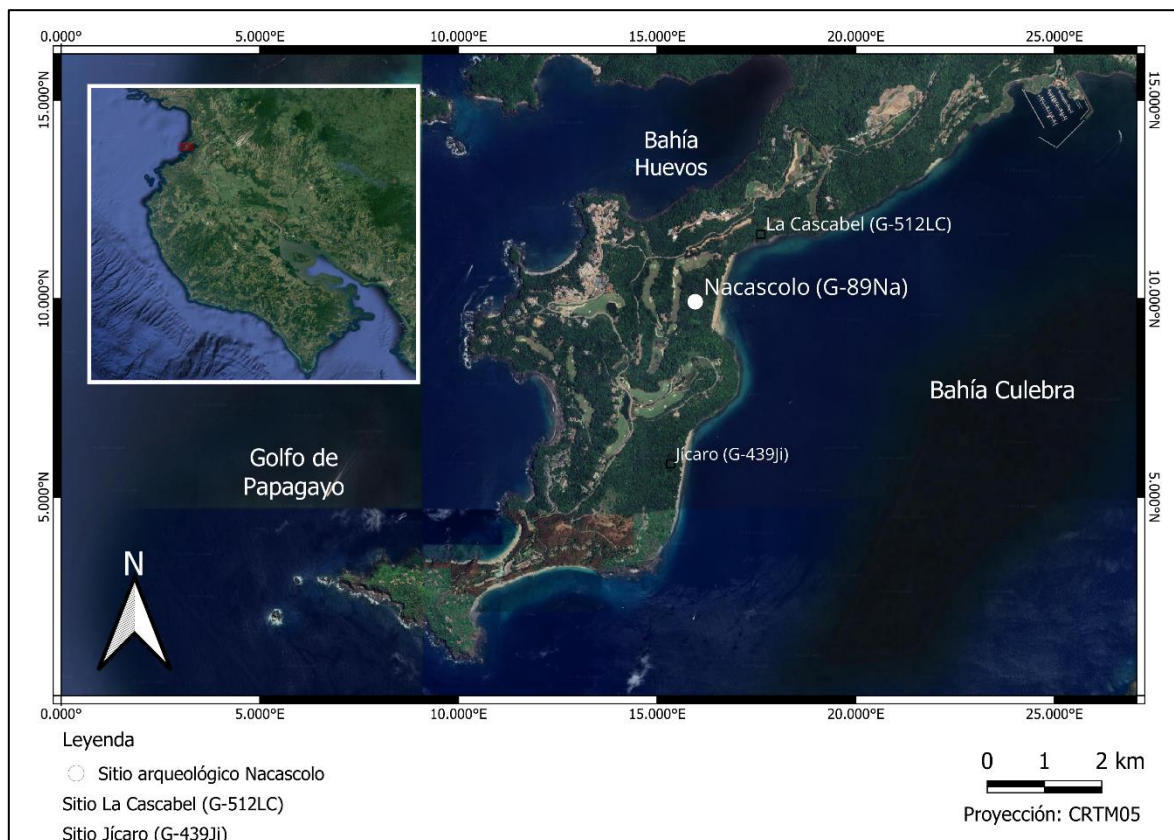 0.000°E 5.000°E 10.000°E 15.000°E 20.000°E 25.000°E
15.000°N 15.000°N
Bahía
Huevos
La Cascabel (G-512LC)
Nacascolo (G-89Na)
10.000°N 10.000°N
Bahía Culebra
Jícaro (G-439Ji)
Golfo de
Papagayo
5.000°N 5.000°N
N
0.000°E 5.000°E 10.000°E 15.000°E 20.000°E 25.000°E
Leyenda
Sitio arqueológico Nacascolo
Sitio La Cascabel (G-512LC)
Sitio Jícaro (G-439Ji)
0 1 2 km
Proyección: CRTM05